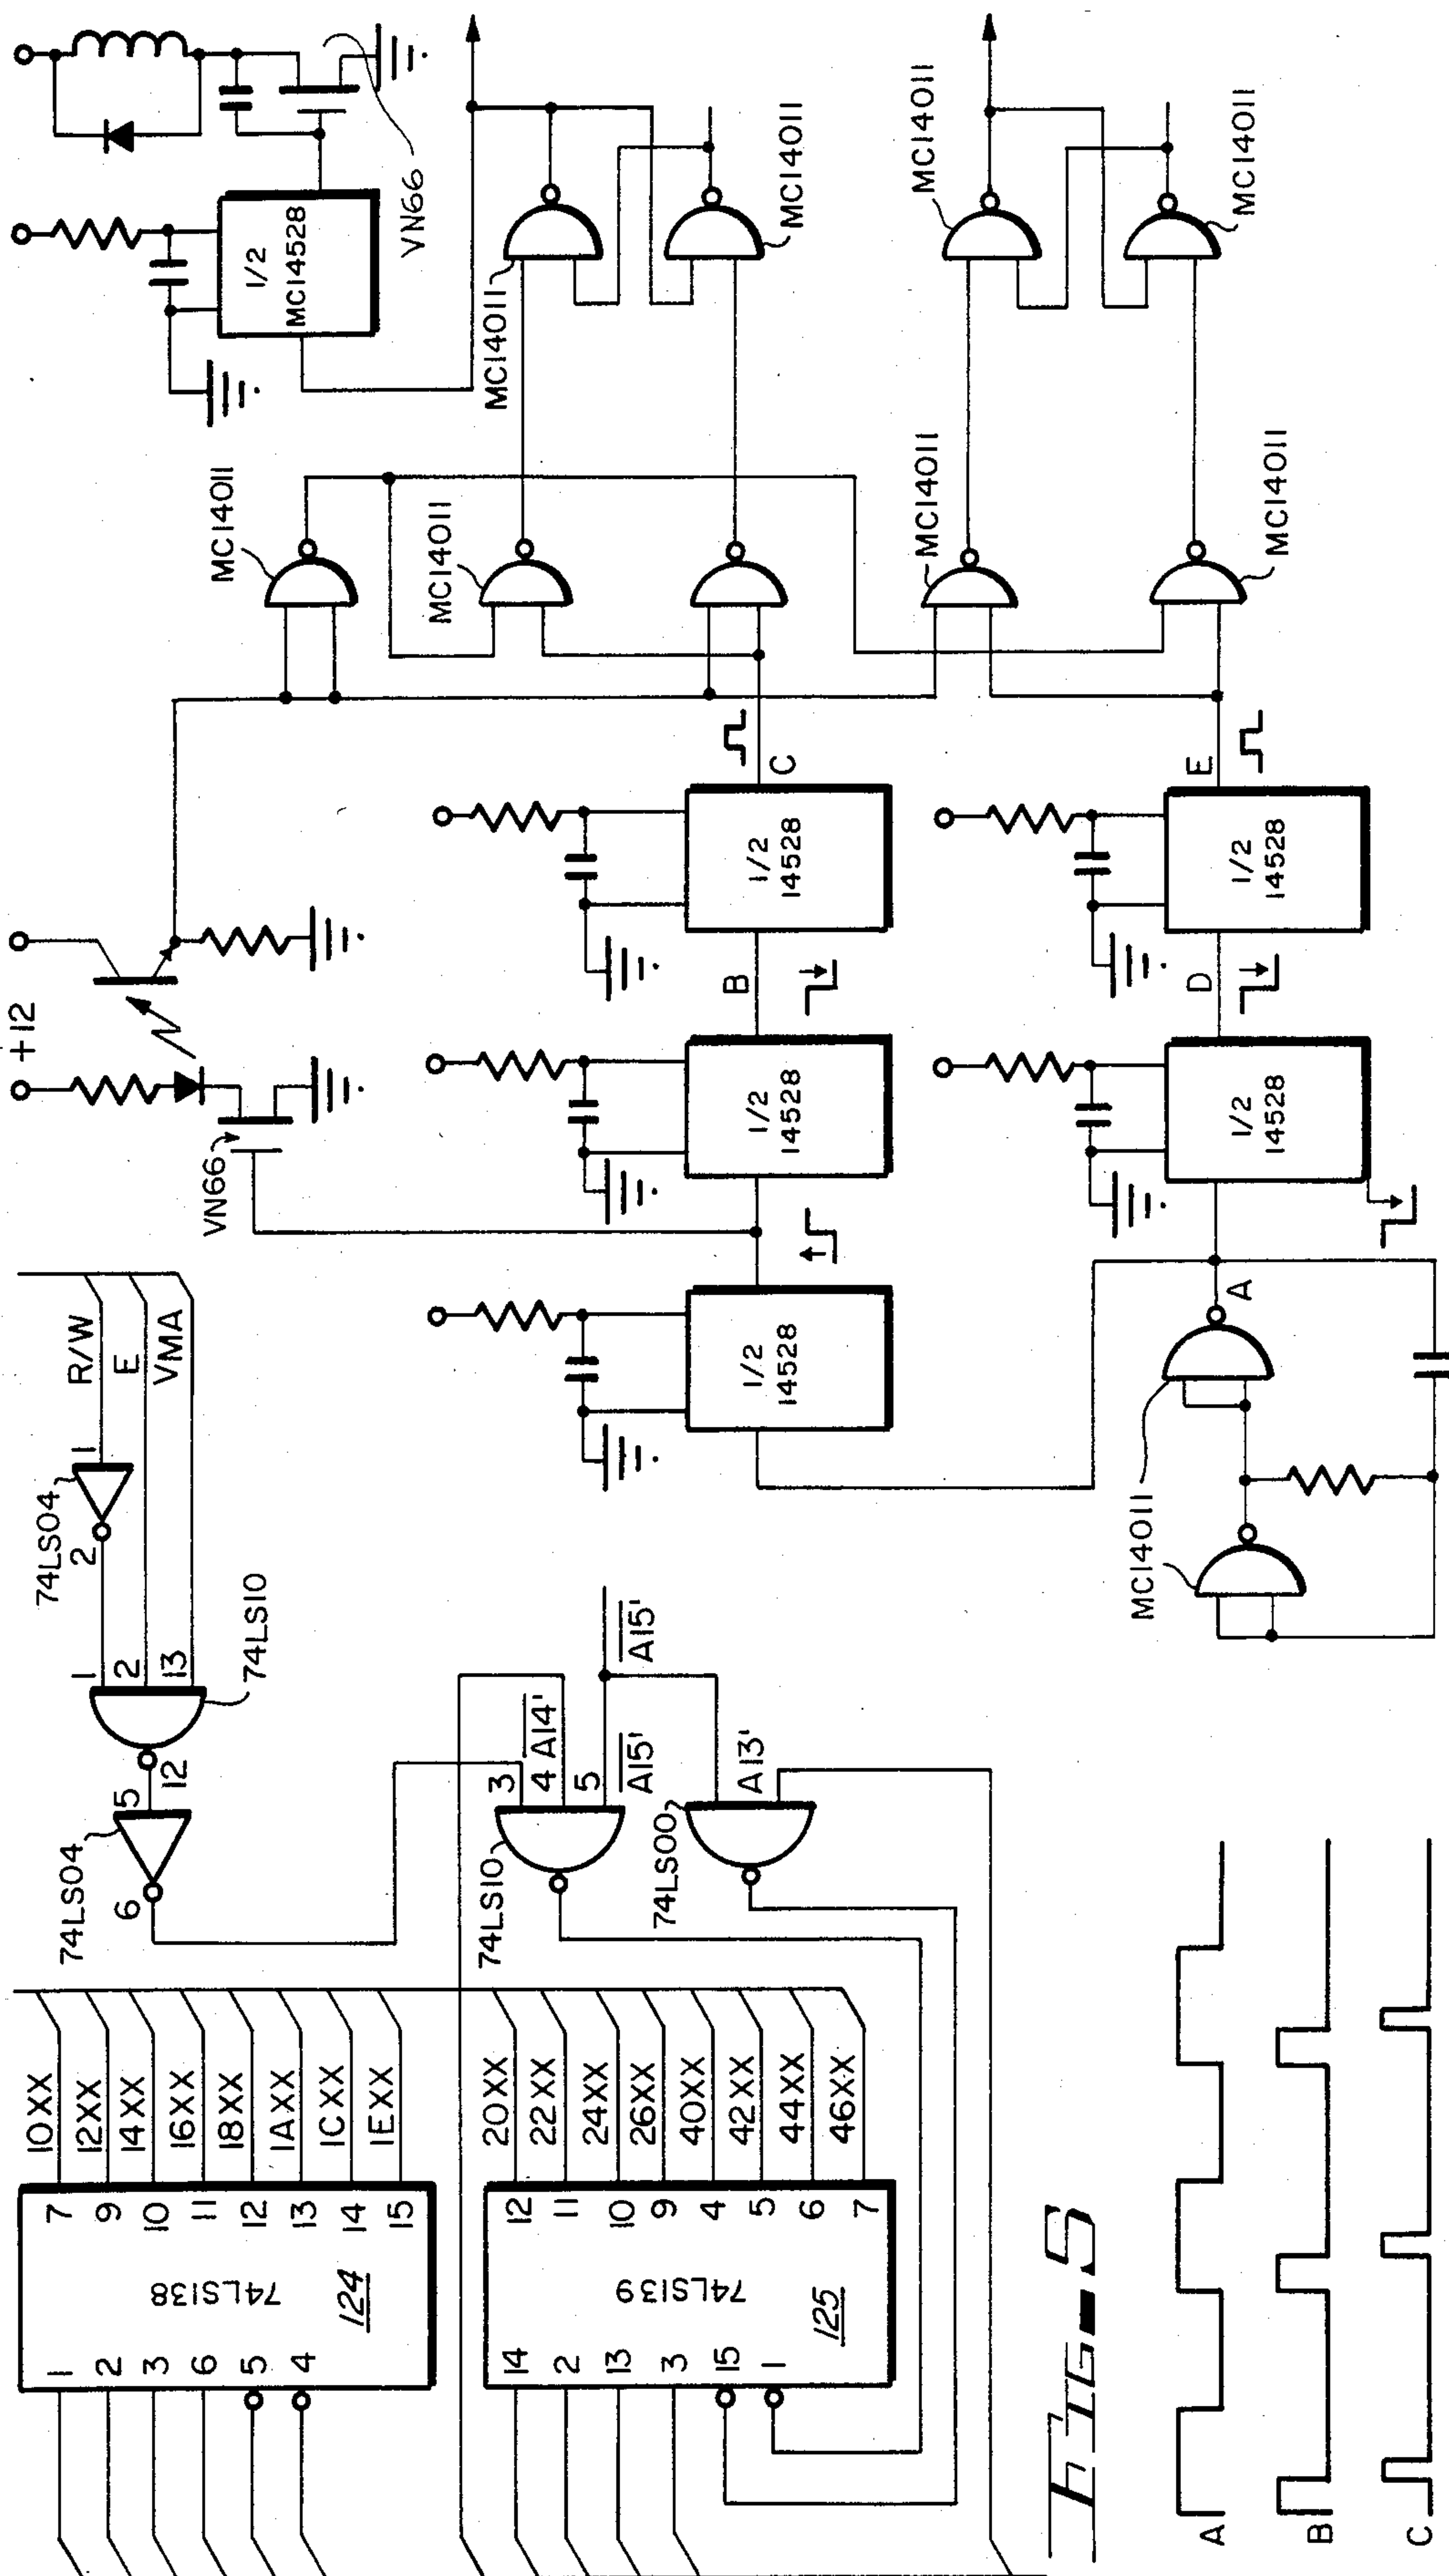 10XX
12XX
14XX
16XX
18XX
1AXX
1CXX
1EXX
1
2
3
6
5
4
7
9
10
11
12
13
14
15
74LS138
124
20XX
22XX
24XX
26XX
40XX
42XX
44XX
46XX
14
2
13
3
15
1
12
11
10
9
4
5
6
7
74LS139
125
74LS04
6
5
12
74LS10
1
2
13
74LS04
2
1
R/W
E
VMA
74LS10
3
4
5
A14'
A15'
A15'
74LS00
A13'
VN66
+12
1/2
14528
1/2
14528
B
1/2
14528
C
MC14011
MC14011
A
1/2
14528
D
1/2
14528
E
MC14011
MC14011
MC14011
MC14011
1/2
MC14528
VN66
MC14011
MC14011
MC14011
MC14011
Fig-5
A
B
C